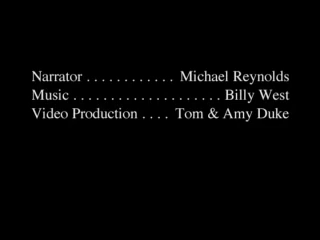 Narrator . . . . . . . . . . . . Michael Reynolds
Music . . . . . . . . . . . . . . . . . . . . Billy West
Video Production . . . . Tom & Amy Duke